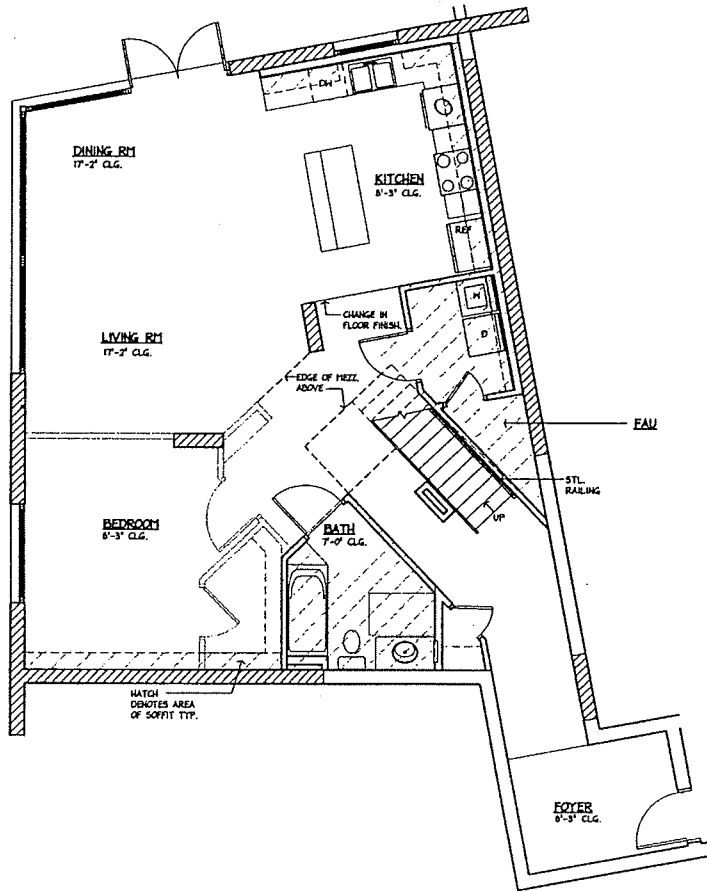 DINING RM
17'-2" CLG.
DW
KITCHEN
8'-3" CLG.
REF
W
D
CHANGE IN
FLOOR FINISH.
LIVING RM
17'-2" CLG.
EDGE OF MEZZ.
ABOVE
FAU
STL.
RAILING
UP
BEDROOM
8'-3" CLG.
BATH
7'-0" CLG.
HATCH
DENOTES AREA
OF SOFFIT TYP.
FOYER
8'-3" CLG.